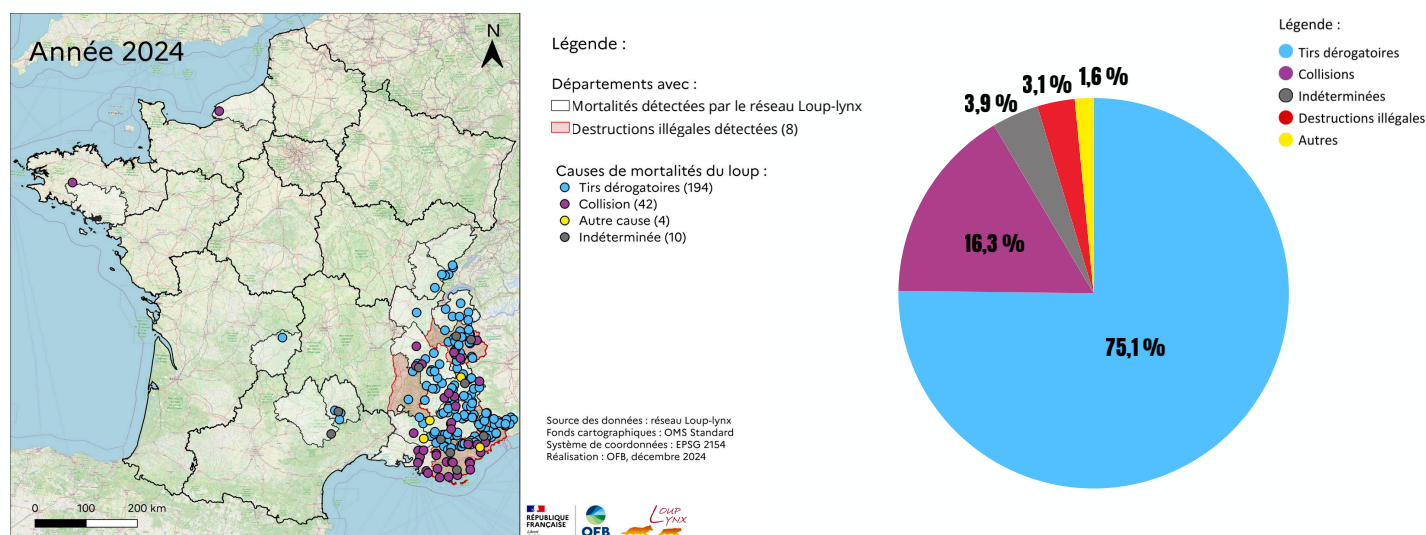 Année 2024
N
0 100 200 km
Légende :
Départements avec :
Mortalités détectées par le réseau Loup-lynx
Destructions illégales détectées (8)
Causes de mortalités du loup :
Tirs dérogatoires (194)
Collision (42)
Autre cause (4)
Indéterminée (10)
Source des données : réseau Loup-lynx
Fonds cartographiques : OMS Standard
Système de coordonnées : EPSG 2154
Réalisation : OFB, décembre 2024
RÉPUBLIQUE
FRANÇAISE
OFB
LOUP
LYNX
3,9 %
3,1 %
1,6 %
16,3 %
75,1 %
Légende :
Tirs dérogatoires
Collisions
Indéterminées
Destructions illégales
Autres